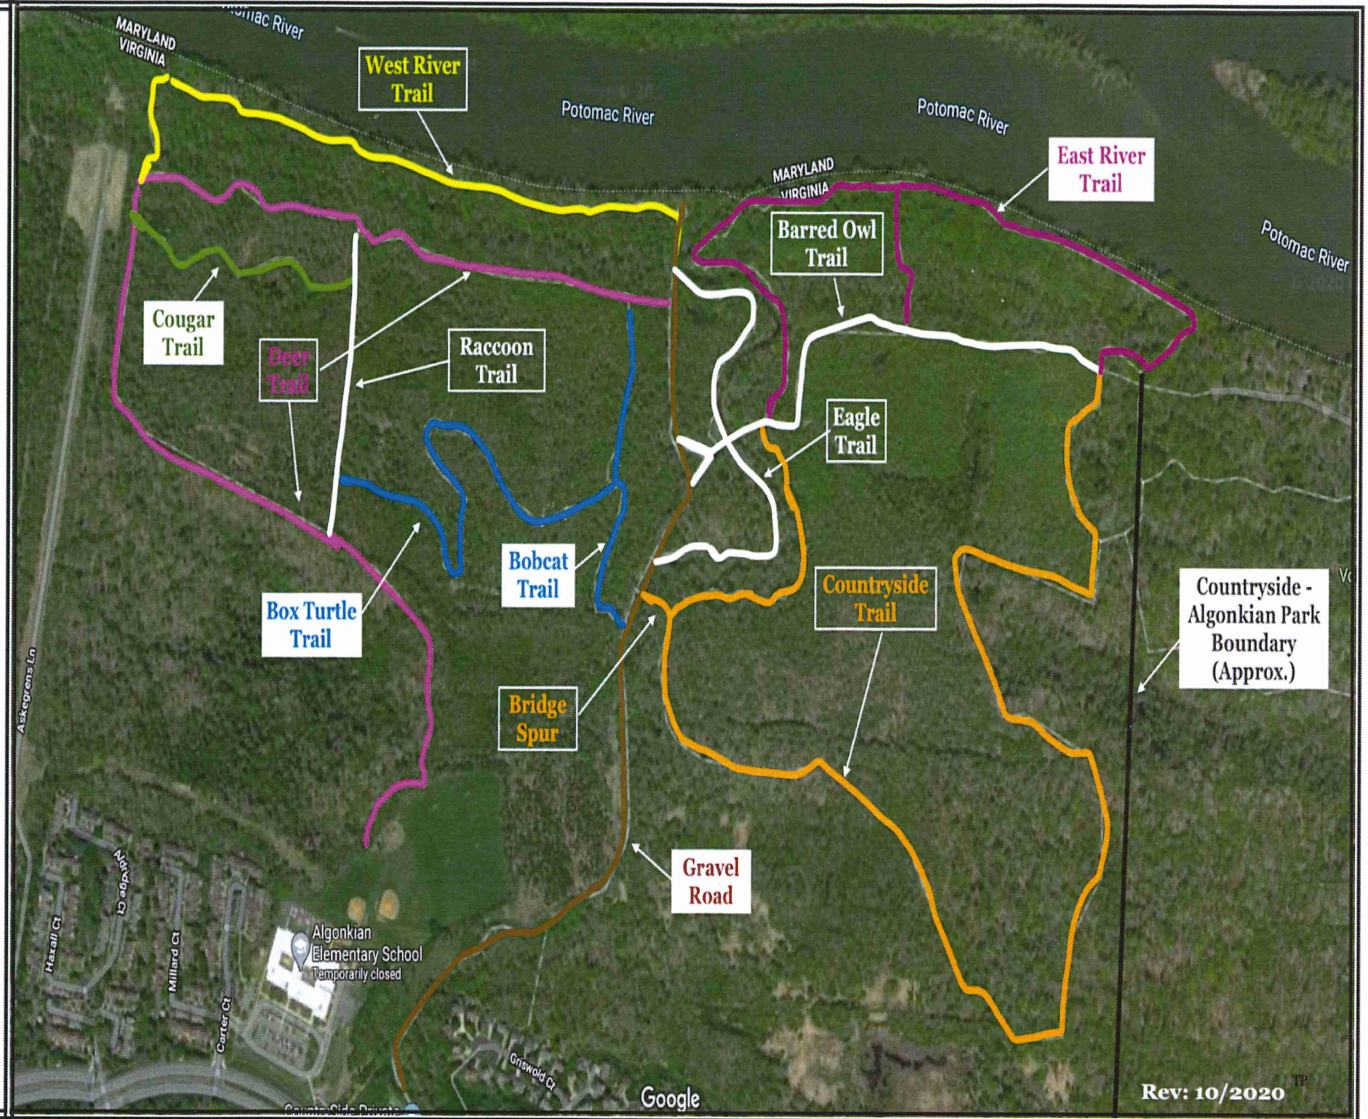 MARYLAND
VIRGINIA
Potomac River
West River
Trail
Potomac River
Potomac River
MARYLAND
VIRGINIA
East River
Trail
Barred Owl
Trail
Potomac River
Cougar
Trail
Deer
Trail
Raccoon
Trail
Eagle
Trail
Bobcat
Trail
Box Turtle
Trail
Countryside
Trail
Countryside -
Algonkian Park
Boundary
(Approx.)
Askegrens Ln
Bridge
Spur
Gravel
Road
Haxall Ct
Millard Ct
Carter Ct
Algonkian
Elementary School
Temporarily closed
Griswold Ct
Google
Rev: 10/2020 TP